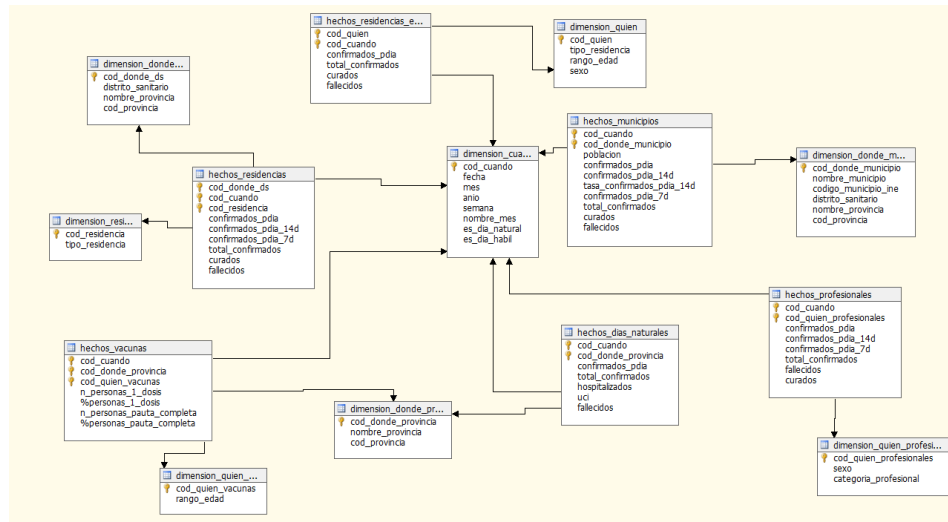 hechos_residencias_e...
cod_quien
cod_cuando
confirmados_pdia
total_confirmados
curados
fallecidos
dimension_quien
cod_quien
tipo_residencia
rango_edad
sexo
dimension_donde...
cod_donde_ds
distrito_sanitario
nombre_provincia
cod_provincia
hechos_municipios
cod_cuando
cod_donde_municipio
poblacion
confirmados_pdia
confirmados_pdia_14d
tasa_confirmados_pdia_14d
confirmados_pdia_7d
total_confirmados
curados
fallecidos
dimension_cua...
cod_cuando
fecha
mes
anio
semana
nombre_mes
es_dia_natural
es_dia_habil
dimension_donde_m...
cod_donde_municipio
nombre_municipio
codigo_municipio_ine
distrito_sanitario
nombre_provincia
cod_provincia
hechos_residencias
cod_donde_ds
cod_cuando
cod_residencia
confirmados_pdia
confirmados_pdia_14d
confirmados_pdia_7d
total_confirmados
curados
fallecidos
dimension_resi...
cod_residencia
tipo_residencia
hechos_profesionales
cod_cuando
cod_quien_profesionales
confirmados_pdia
confirmados_pdia_14d
confirmados_pdia_7d
total_confirmados
fallecidos
curados
hechos_dias_naturales
cod_cuando
cod_donde_provincia
confirmados_pdia
total_confirmados
hospitalizados
uci
fallecidos
hechos_vacunas
cod_cuando
cod_donde_provincia
cod_quien_vacunas
n_personas_1_dosis
%personas_1_dosis
n_personas_pauta_completa
%personas_pauta_completa
dimension_donde_pr...
cod_donde_provincia
nombre_provincia
cod_provincia
dimension_quien_profesi...
cod_quien_profesionales
sexo
categoria_profesional
dimension_quien_...
cod_quien_vacunas
rango_edad